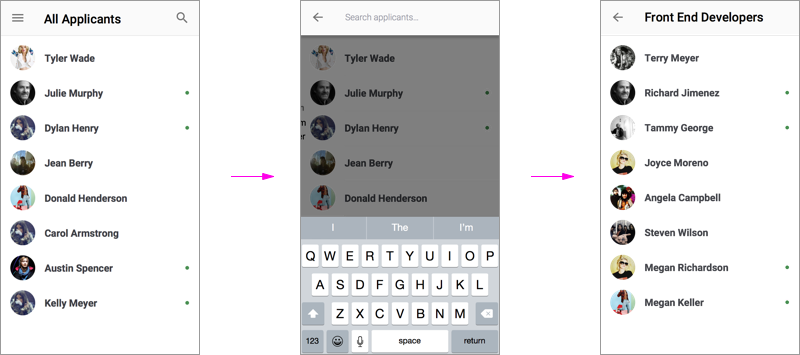 All Applicants
Tyler Wade
Julie Murphy
Dylan Henry
Jean Berry
Donald Henderson
Carol Armstrong
Austin Spencer
Kelly Meyer
Search applicants…
Tyler Wade
Julie Murphy
n
m
Dylan Henry
er
Jean Berry
Donald Henderson
I The I'm
Q W E R T Y U I O P
A S D F G H J K L
Z X C V B N M
123 space return
Front End Developers
Terry Meyer
Richard Jimenez
Tammy George
Joyce Moreno
Angela Campbell
Steven Wilson
Megan Richardson
Megan Keller